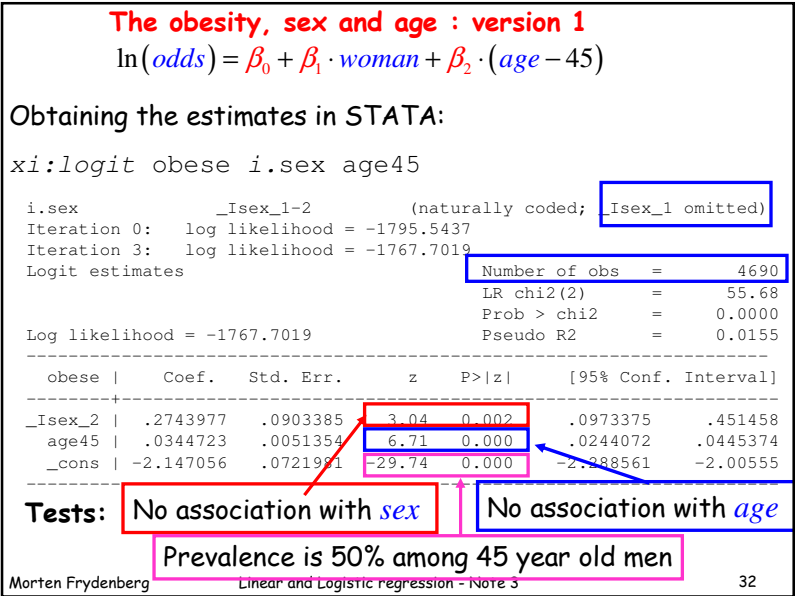 The obesity, sex and age : version 1
ln(odds) = β₀ + β₁ · woman + β₂ · (age − 45)
Obtaining the estimates in STATA:
xi:logit obese i.sex age45
i.sex _Isex_1-2 (naturally coded; _Isex_1 omitted)
Iteration 0: log likelihood = -1795.5437
Iteration 3: log likelihood = -1767.7019
Logit estimates Number of obs = 4690
LR chi2(2) = 55.68
Prob > chi2 = 0.0000
Log likelihood = -1767.7019 Pseudo R2 = 0.0155
obese | Coef. Std. Err. z P>|z| [95% Conf. Interval]
_Isex_2 | .2743977 .0903385 3.04 0.002 .0973375 .451458
age45 | .0344723 .0051354 6.71 0.000 .0244072 .0445374
_cons | -2.147056 .0721981 -29.74 0.000 -2.288561 -2.00555
Tests: No association with sex No association with age
Prevalence is 50% among 45 year old men
Morten Frydenberg Linear and Logistic regression - Note 3 32